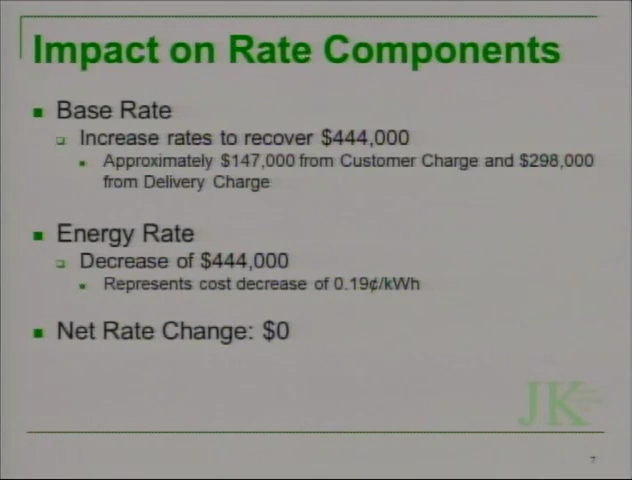 Impact on Rate Components
Base Rate
Increase rates to recover $444,000
Approximately $147,000 from Customer Charge and $298,000
from Delivery Charge
Energy Rate
Decrease of $444,000
Represents cost decrease of 0.19¢/kWh
Net Rate Change: $0
JK
7